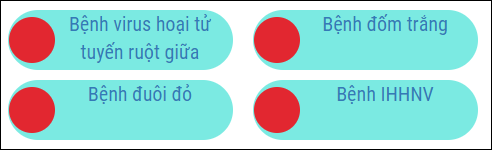 Bệnh virus hoại tử
tuyến ruột giữa
Bệnh đốm trắng
Bệnh đuôi đỏ
Bệnh IHHNV